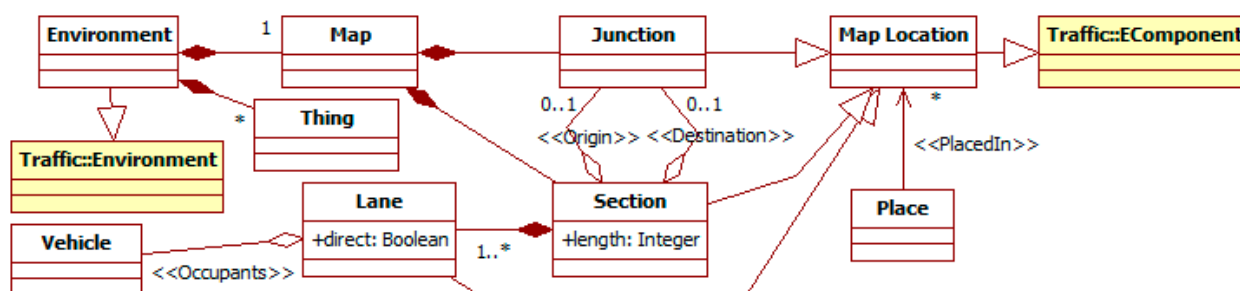 Environment
1
Map
Junction
Map Location
Traffic::EComponent
*
Thing
0..1
0..1
*
<<Origin>>
<<Destination>>
<<PlacedIn>>
Traffic::Environment
Lane
Section
Place
Vehicle
+direct: Boolean
1..*
+length: Integer
<<Occupants>>